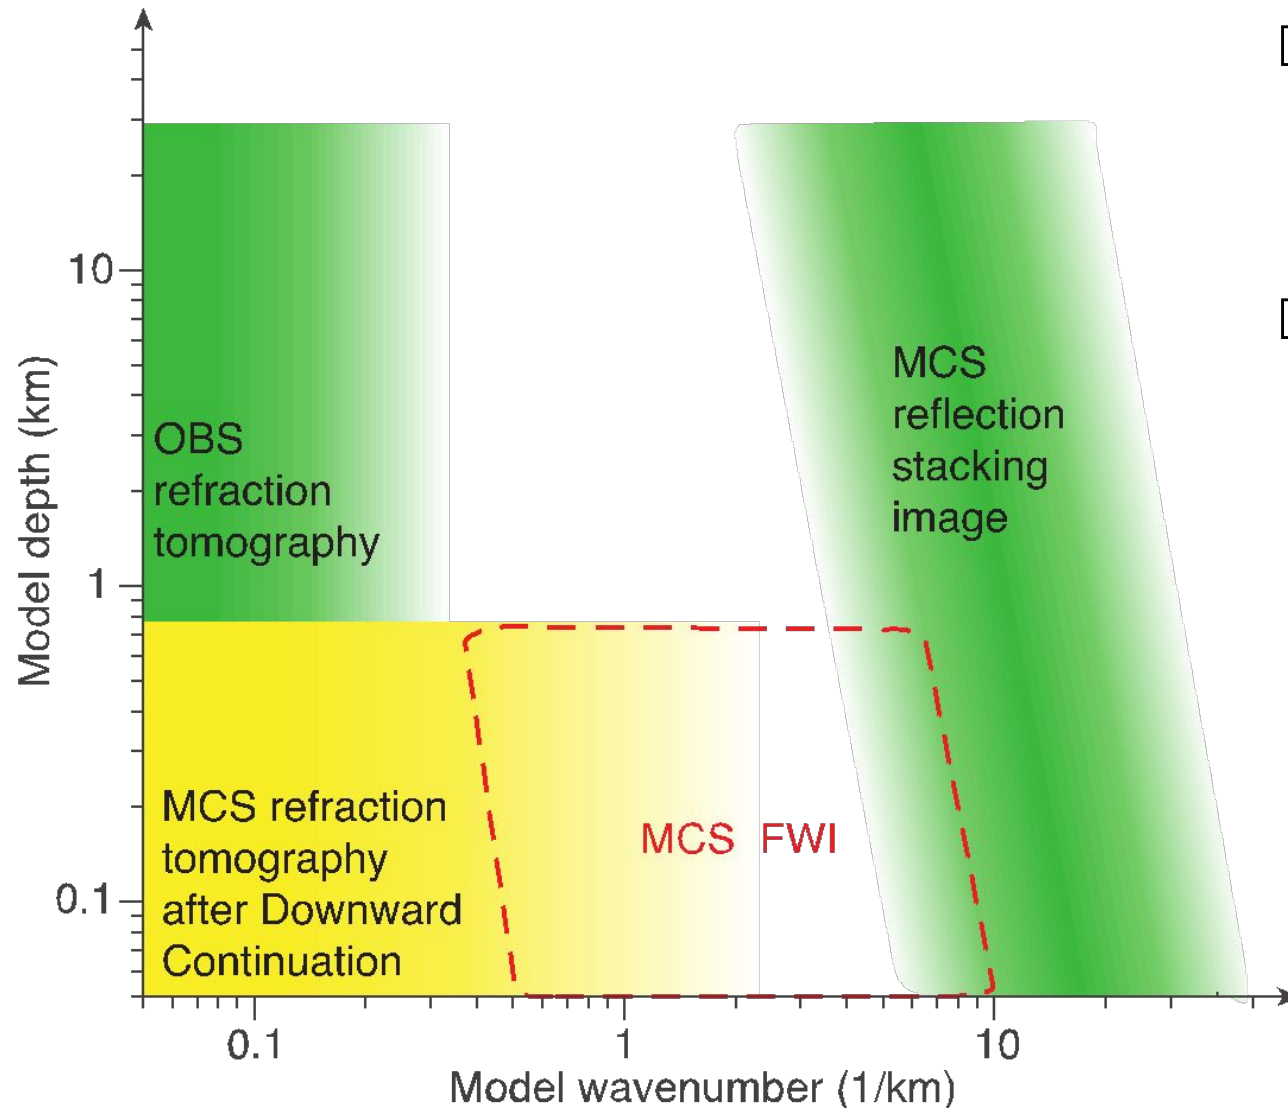 10
1
0.1
Model depth (km)
OBS
refraction
tomography
MCS
reflection
stacking
image
MCS refraction
tomography
after Downward
Continuation
MCS FWI
0.1
1
10
Model wavenumber (1/km)